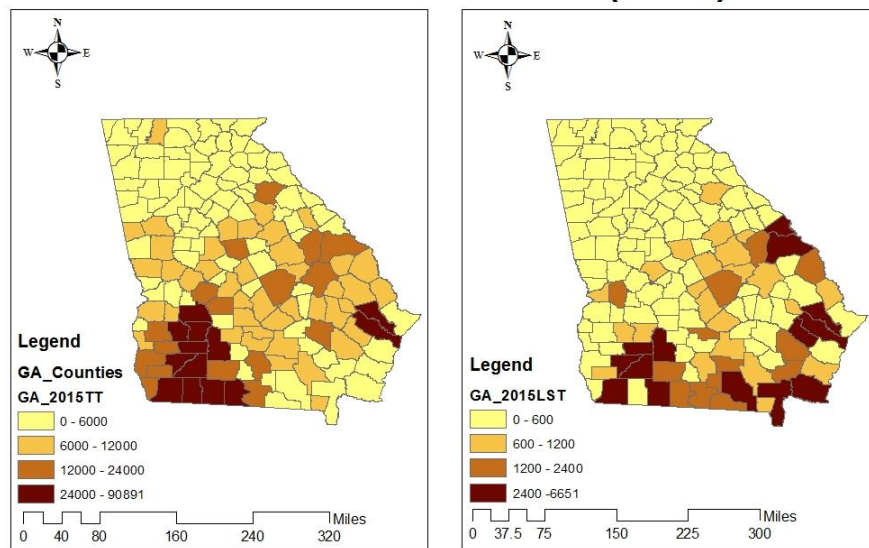 N
W E
S
Legend
GA_Counties
GA_2015TT
0 - 6000
6000 - 12000
12000 - 24000
24000 - 90891
Miles
0 40 80 160 240 320
N
W E
S
Legend
GA_2015LST
0 - 600
600 - 1200
1200 - 2400
2400 -6651
Miles
0 37.5 75 150 225 300